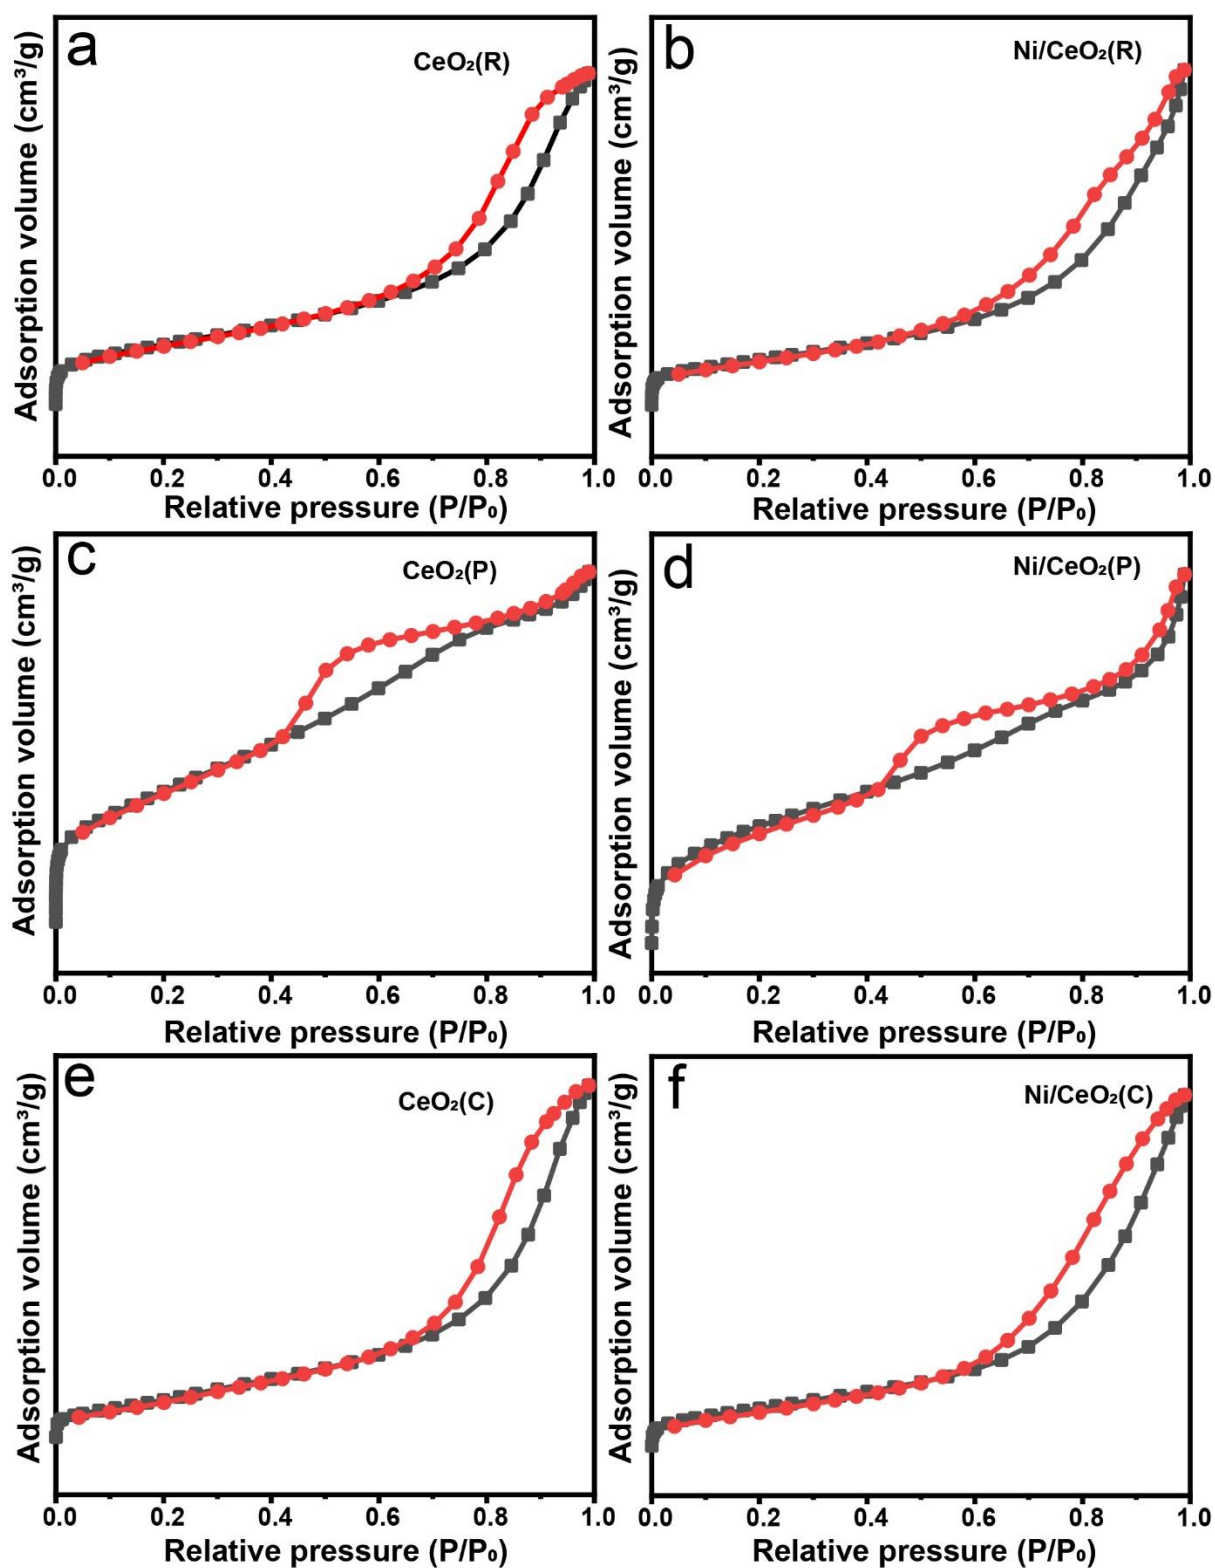 a
CeO₂(R)
Adsorption volume (cm³/g)
0.0 0.2 0.4 0.6 0.8 1.0
Relative pressure (P/P₀)
b
Ni/CeO₂(R)
Adsorption volume (cm³/g)
0.0 0.2 0.4 0.6 0.8 1.0
Relative pressure (P/P₀)
c
CeO₂(P)
Adsorption volume (cm³/g)
0.0 0.2 0.4 0.6 0.8 1.0
Relative pressure (P/P₀)
d
Ni/CeO₂(P)
Adsorption volume (cm³/g)
0.0 0.2 0.4 0.6 0.8 1.0
Relative pressure (P/P₀)
e
CeO₂(C)
Adsorption volume (cm³/g)
0.0 0.2 0.4 0.6 0.8 1.0
Relative pressure (P/P₀)
f
Ni/CeO₂(C)
Adsorption volume (cm³/g)
0.0 0.2 0.4 0.6 0.8 1.0
Relative pressure (P/P₀)